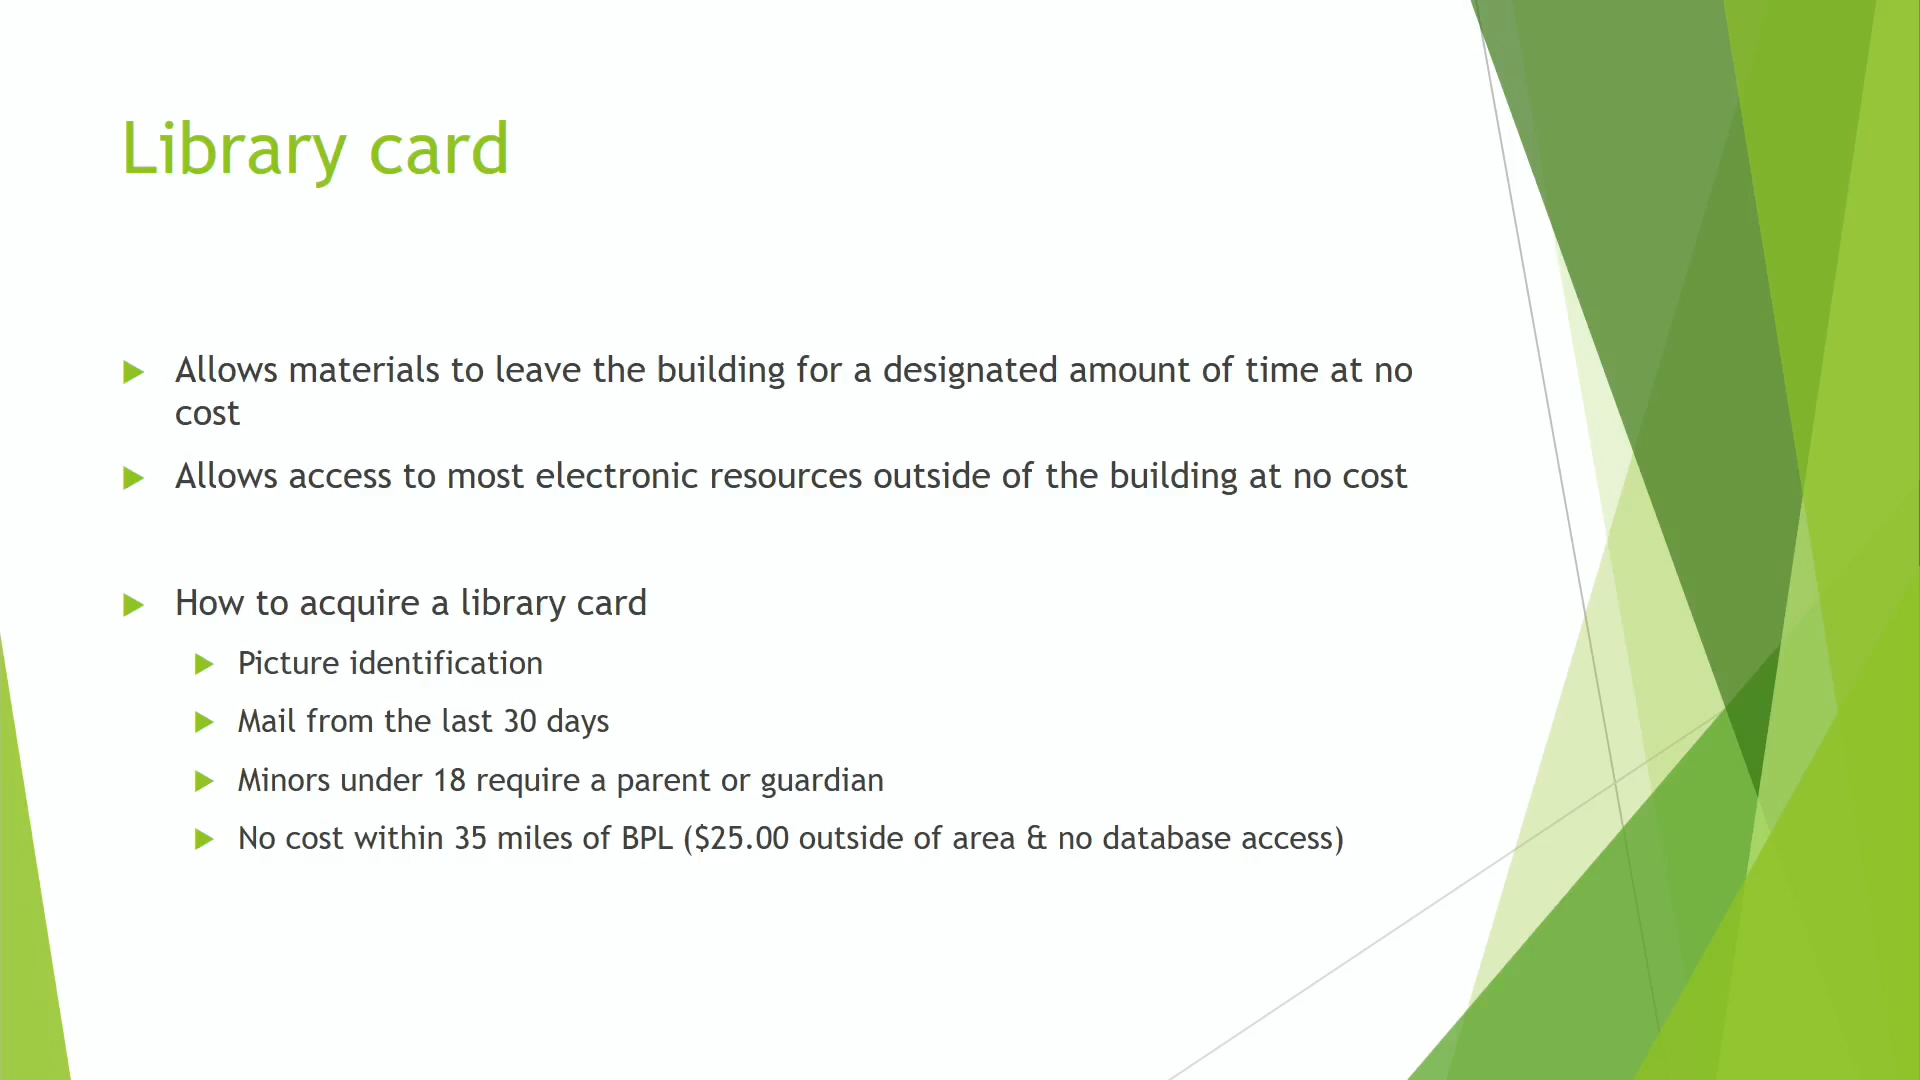 Library card
Allows materials to leave the building for a designated amount of time at no
cost
Allows access to most electronic resources outside of the building at no cost
How to acquire a library card
Picture identification
Mail from the last 30 days
Minors under 18 require a parent or guardian
No cost within 35 miles of BPL ($25.00 outside of area & no database access)